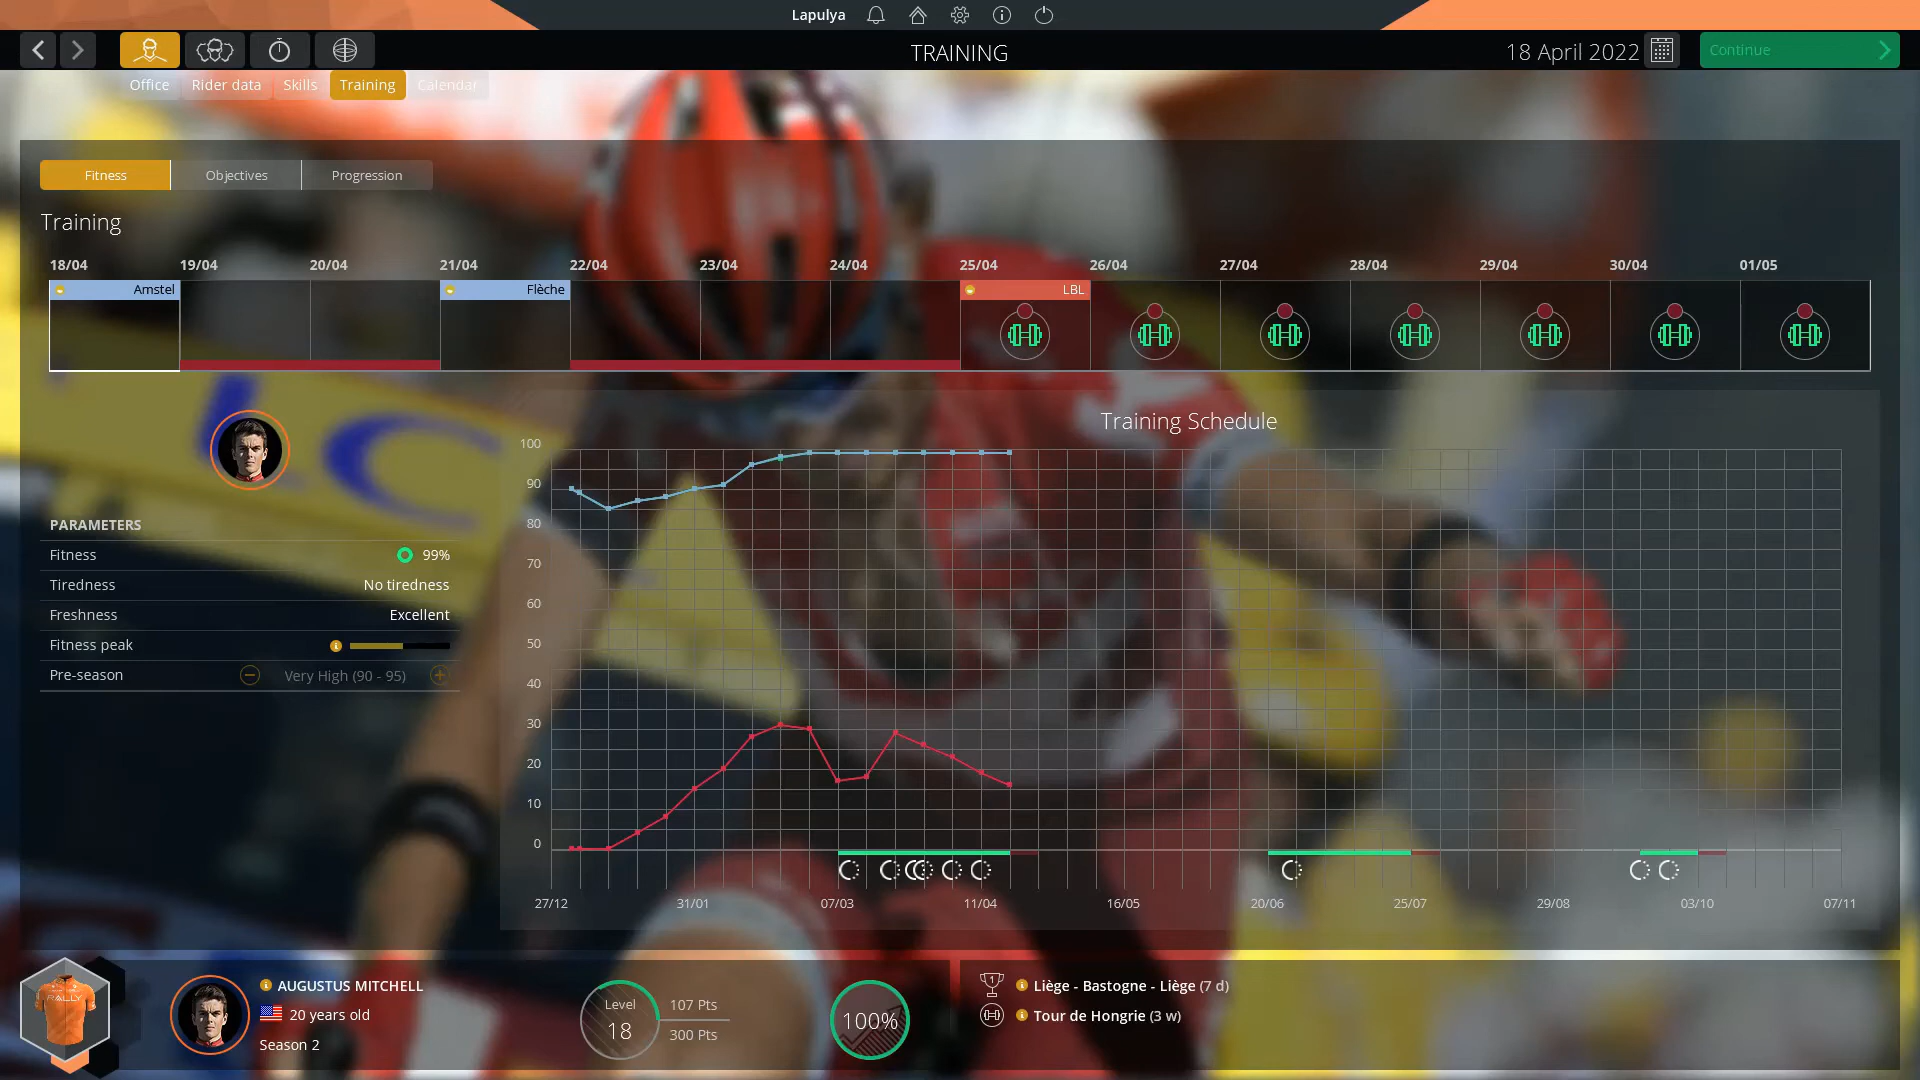 Lapulya
TRAINING
18 April 2022
Continue
Office
Rider data
Skills
Training
Calendar
Fitness
Objectives
Progression
Training
18/04
19/04
20/04
21/04
22/04
23/04
24/04
25/04
26/04
27/04
28/04
29/04
30/04
01/05
Amstel
Flèche
LBL
Training Schedule
100
90
80
70
60
50
40
30
20
10
0
27/12
31/01
07/03
11/04
16/05
20/06
25/07
29/08
03/10
07/11
PARAMETERS
Fitness 99%
Tiredness No tiredness
Freshness Excellent
Fitness peak
Pre-season Very High (90 - 95)
RALLY
AUGUSTUS MITCHELL
20 years old
Season 2
Level
18
107 Pts
300 Pts
100%
1
Liège - Bastogne - Liège (7 d)
Tour de Hongrie (3 w)